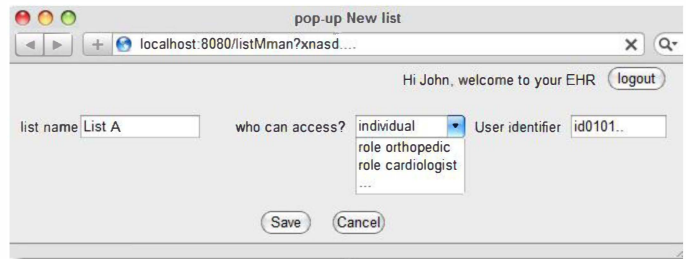 pop-up New list
localhost:8080/listMman?xnasd....
Hi John, welcome to your EHR logout
list name List A who can access? individual User identifier id0101..
role orthopedic
role cardiologist
...
Save Cancel